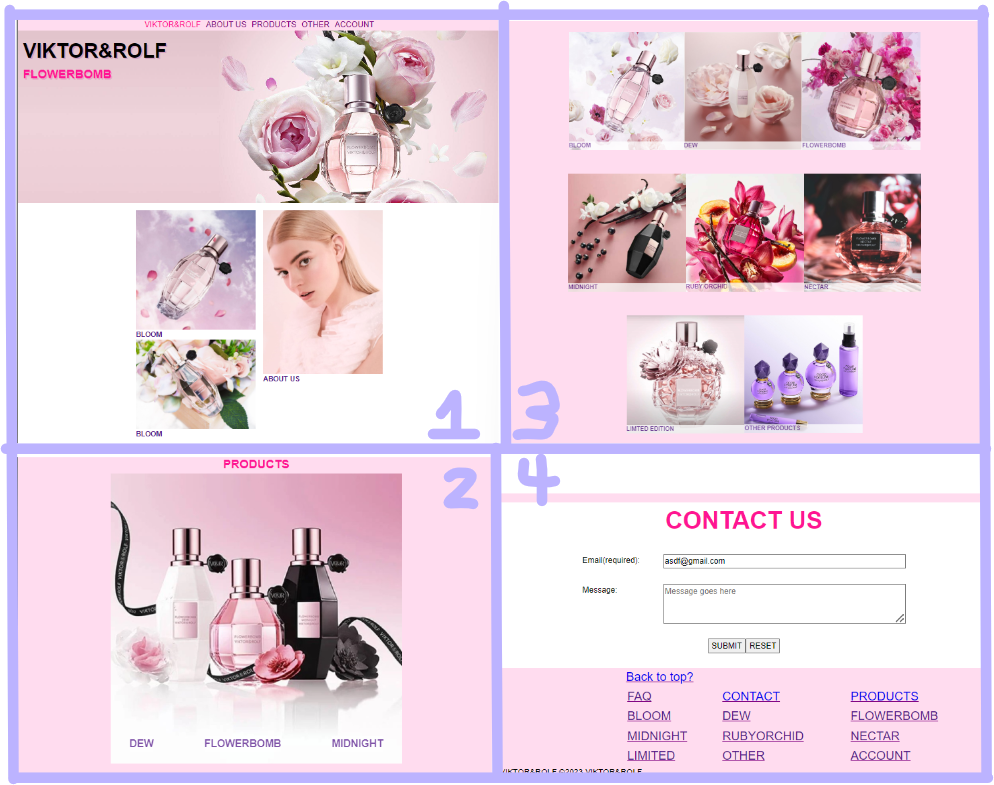 VIKTOR&ROLF ABOUT US PRODUCTS OTHER ACCOUNT
VIKTOR&ROLF
FLOWERBOMB
BLOOM
ABOUT US
BLOOM
1
2
PRODUCTS
VIKTOR&ROLF
DEW FLOWERBOMB MIDNIGHT
3
BLOOM DEW FLOWERBOMB
MIDNIGHT RUBY ORCHID NECTAR
LIMTED EDITION OTHER PRODUCTS
4
CONTACT US
Email(required): asdf@gmail.com
Message: Message goes here
SUBMIT RESET
Back to top?
FAQ CONTACT PRODUCTS
BLOOM DEW FLOWERBOMB
MIDNIGHT RUBYORCHID NECTAR
LIMITED OTHER ACCOUNT
VIKTOR&ROLF ©2023 VIKTOR&ROLF